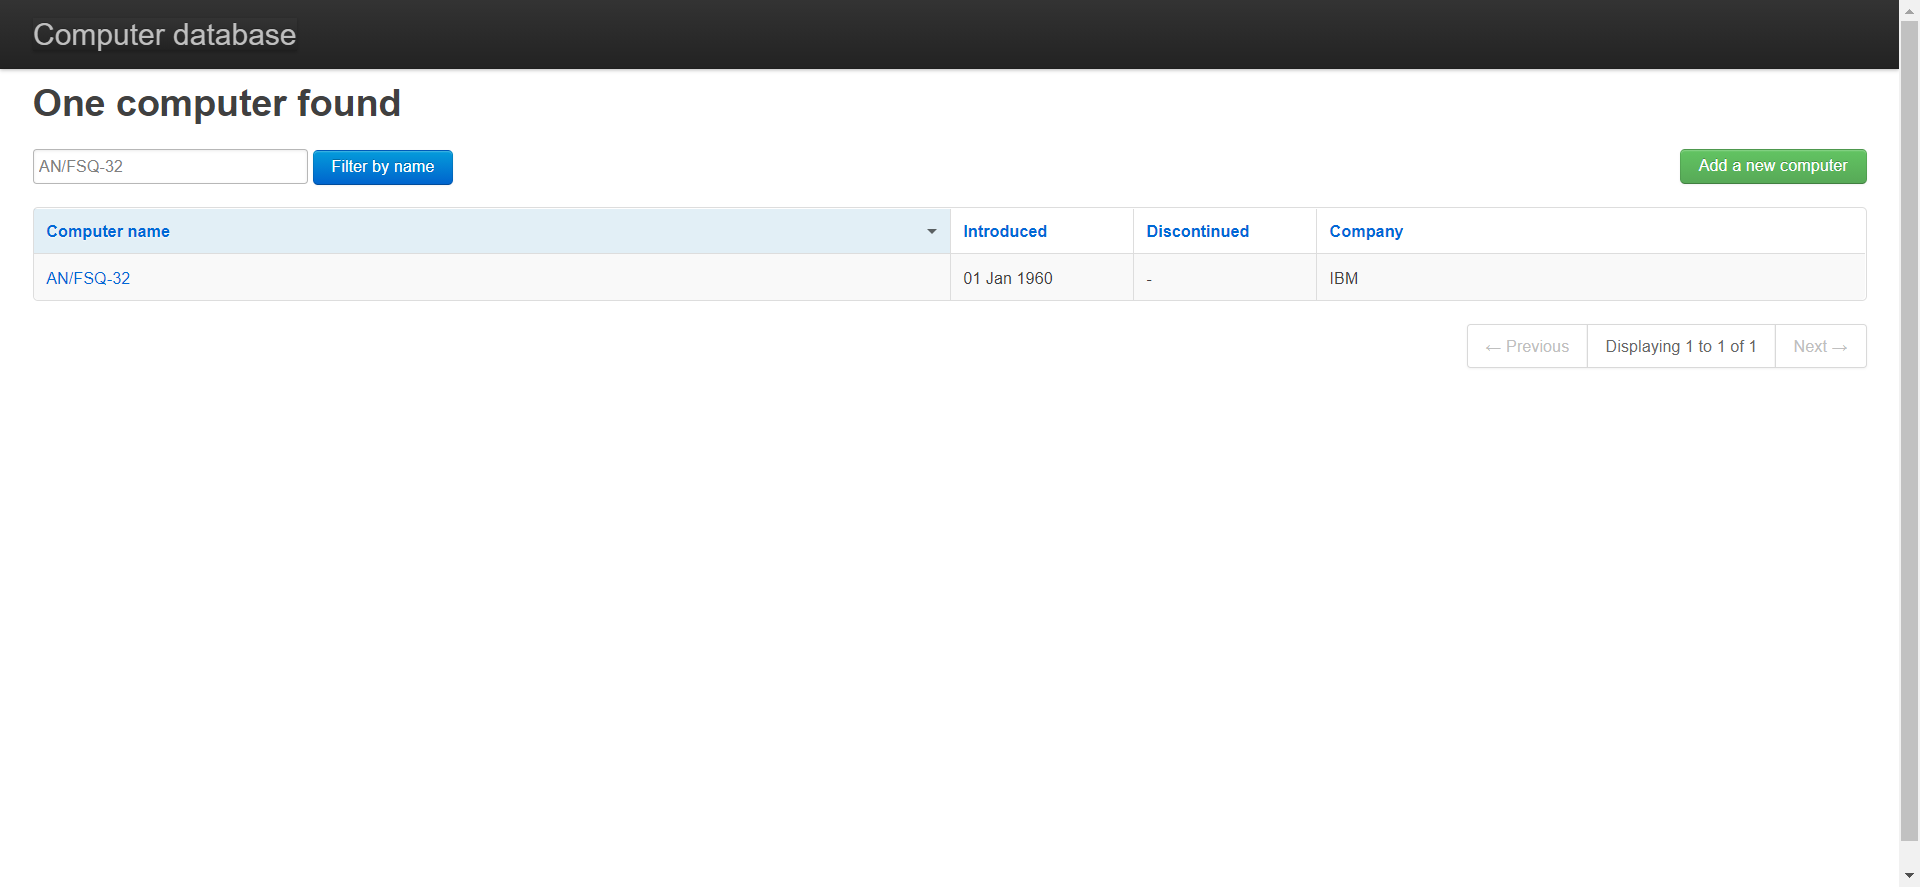 Computer database
One computer found
AN/FSQ-32 Filter by name Add a new computer
Computer name Introduced Discontinued Company
AN/FSQ-32 01 Jan 1960 - IBM
← Previous Displaying 1 to 1 of 1 Next →